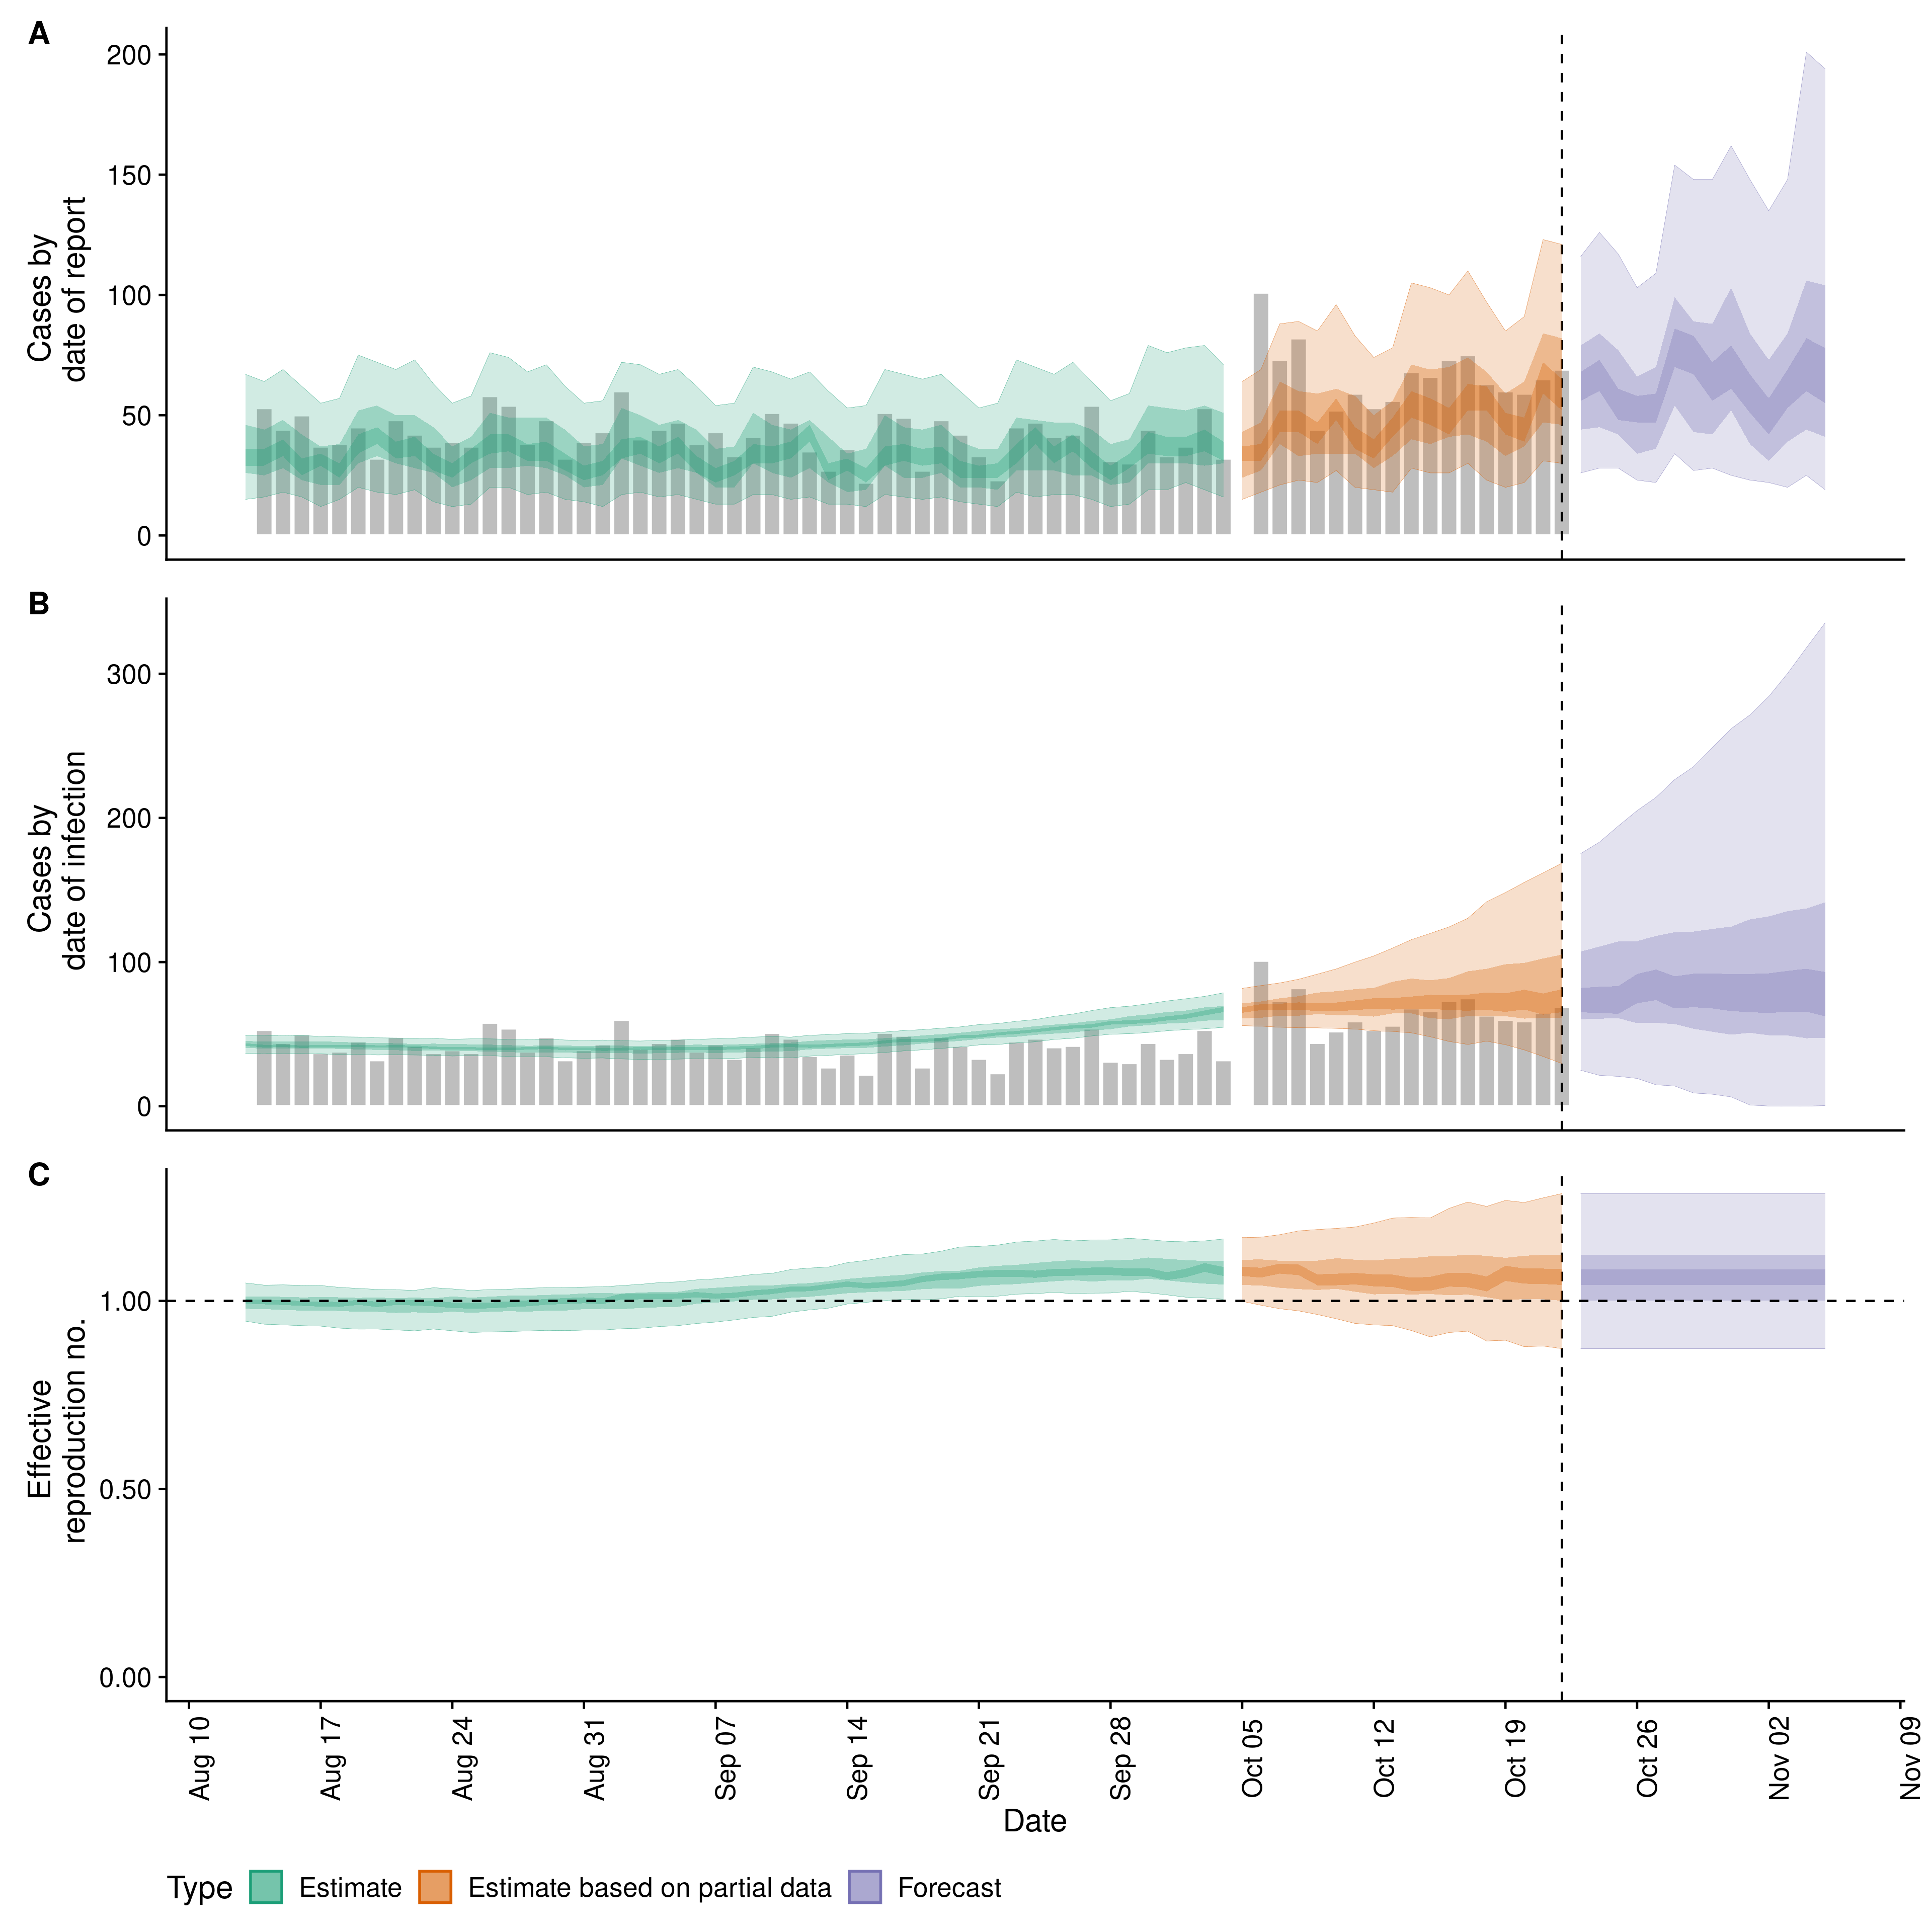 A
200
150
100
50
0
Cases by
date of report
B
300
200
100
0
Cases by
date of infection
C
1.00
0.50
0.00
Effective
reproduction no.
Aug 10
Aug 17
Aug 24
Aug 31
Sep 07
Sep 14
Sep 21
Sep 28
Oct 05
Oct 12
Oct 19
Oct 26
Nov 02
Nov 09
Date
Type Estimate Estimate based on partial data Forecast